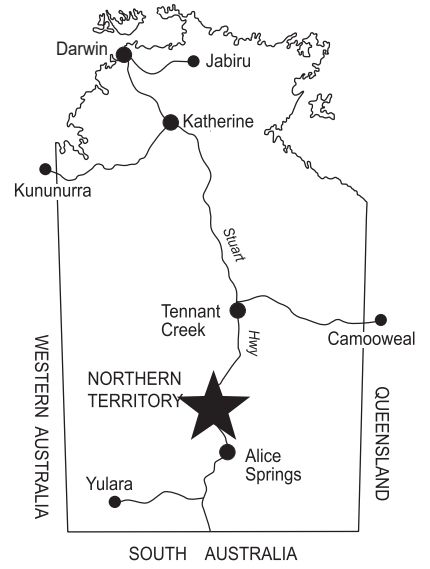 Darwin
Jabiru
Katherine
Kununurra
Stuart
Tennant
Creek
Hwy
Camooweal
WESTERN AUSTRALIA
NORTHERN
TERRITORY
QUEENSLAND
Alice
Springs
Yulara
SOUTH AUSTRALIA